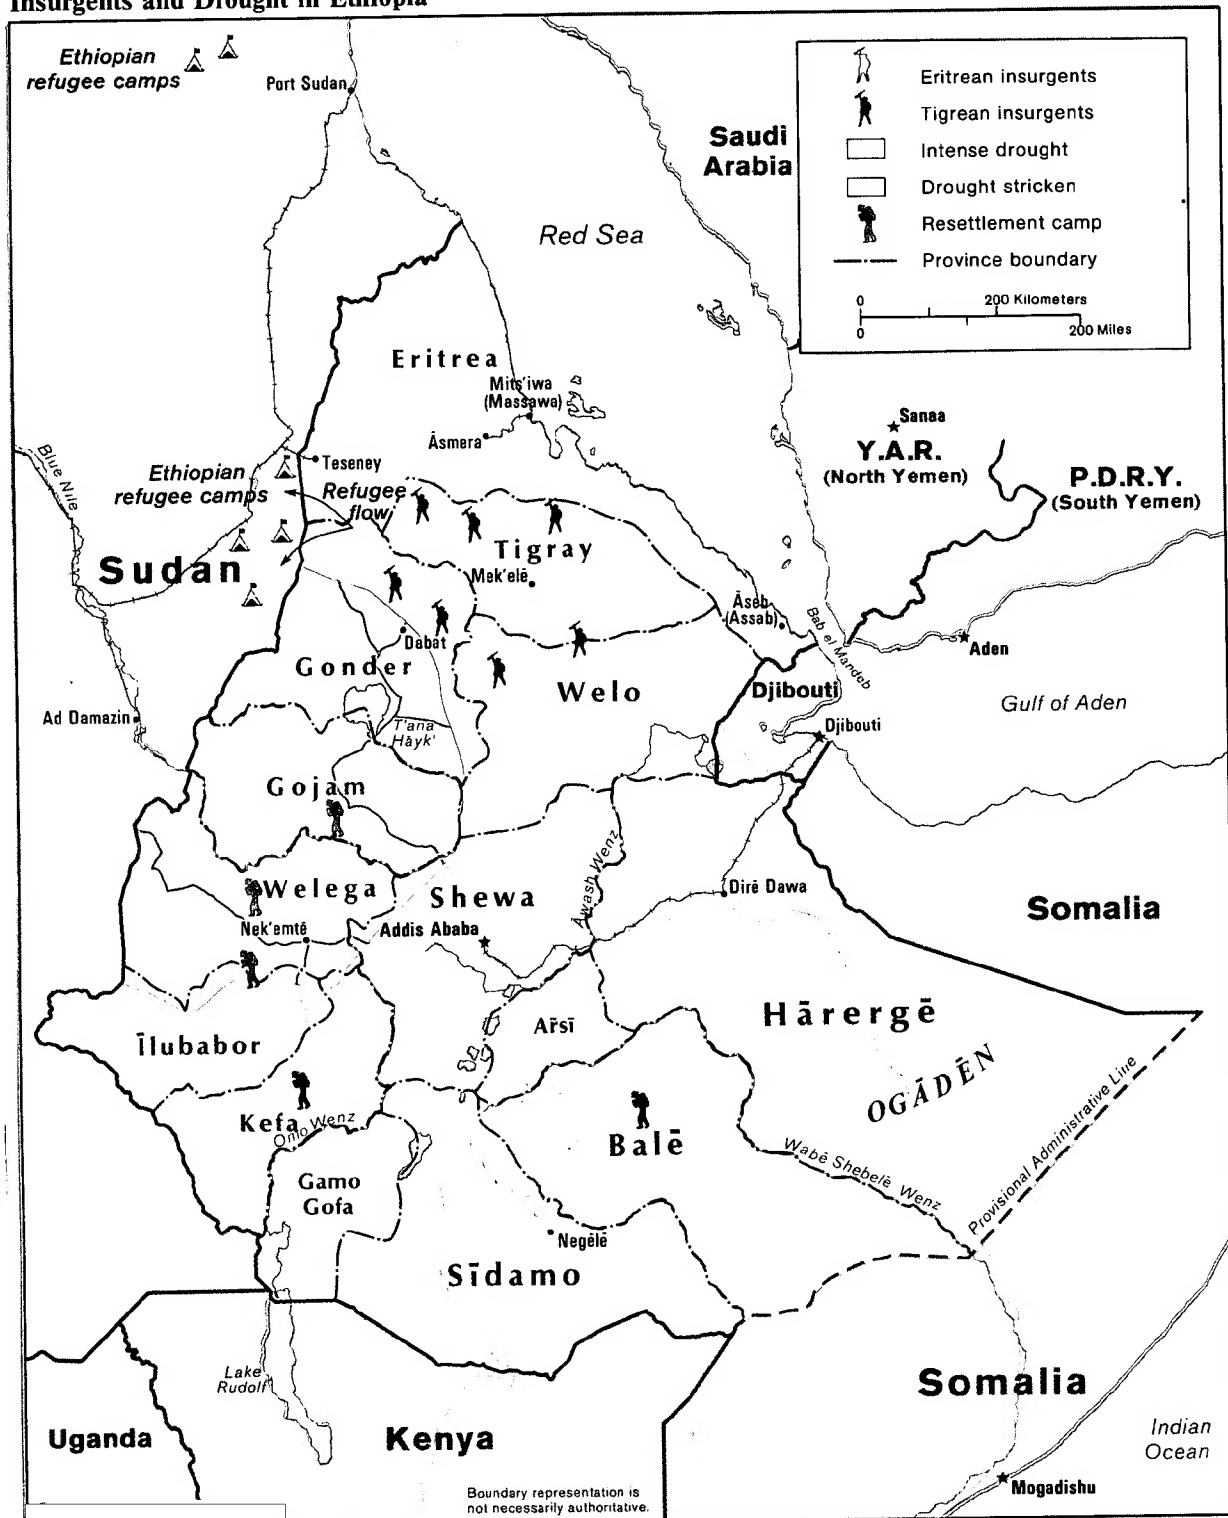 Insurgents and Drought in Ethiopia
Ethiopian
refugee camps
Port Sudan
Saudi
Arabia
Red Sea
Eritrean insurgents
Tigrean insurgents
Intense drought
Drought stricken
Resettlement camp
Province boundary
0
200 Kilometers
0
200 Miles
Eritrea
Mits'iwa
(Massawa)
Āsmera
Sanaa
Y.A.R.
(North Yemen)
P.D.R.Y.
(South Yemen)
Blue Nile
Teseney
Ethiopian
refugee camps
Refugee
flow
Sudan
Tigray
Mek'elē
Āseb
(Assab)
Bab el Mandeb
Aden
Dabat
Gonder
Welo
Djibouti
Gulf of Aden
Ad Damazin
T'ana
Hāyk'
Djibouti
Gojam
Āwash Wenz
Welega
Shewa
Dirē Dawa
Somalia
Nek'emtē
Addis Ababa
Īlubabor
Ārsī
Hārergē
OGĀDĒN
Kefa
Omo Wenz
Balē
Wabē Shebelē Wenz
Provisional Administrative Line
Gamo
Gofa
Negēlē
Sīdamo
Lake
Rudolf
Somalia
Uganda
Kenya
Indian
Ocean
Mogadishu
Boundary representation is
not necessarily authoritative.